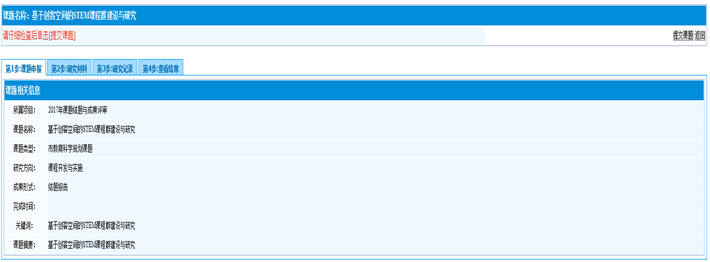 课题名称: 基于创客空间的STEM课程群建设与研究
请仔细检查后单击[提交课题] 提交课题 返回
第1步:课题申报 第2步:研究材料 第3步:研究记录 第4步:查看结果
课题相关信息
所属项目: 2017年课题结题与成果评审
课题名称: 基于创客空间的STEM课程群建设与研究
课题类型: 市教育科学规划课题
研究方向: 课程开发与实施
成果形式: 结题报告
完成时间:
关键词: 基于创客空间的STEM课程群建设与研究
课题摘要: 基于创客空间的STEM课程群建设与研究